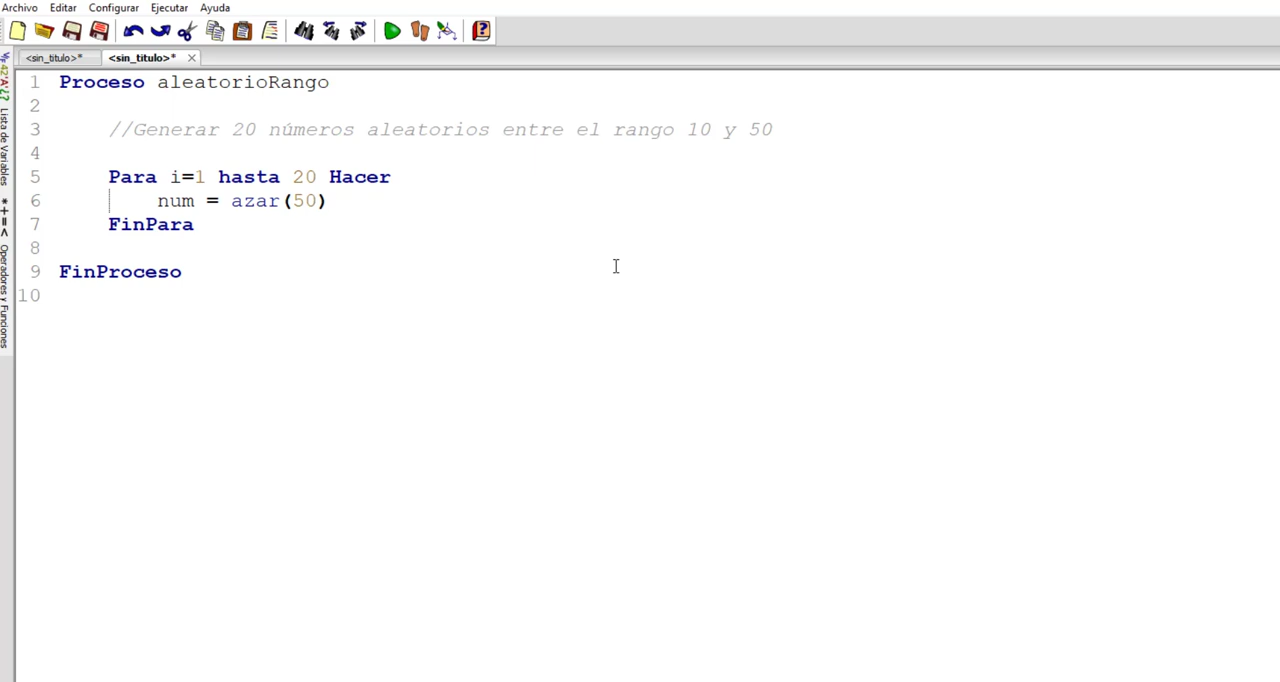 Archivo Editar Configurar Ejecutar Ayuda
<sin_titulo>* <sin_titulo>*
1 Proceso aleatorioRango
2
3 //Generar 20 números aleatorios entre el rango 10 y 50
4
5 Para i=1 hasta 20 Hacer
6 num = azar(50)
7 FinPara
8
9 FinProceso
10
Lista de Variables
*+=< Operadores y Funciones